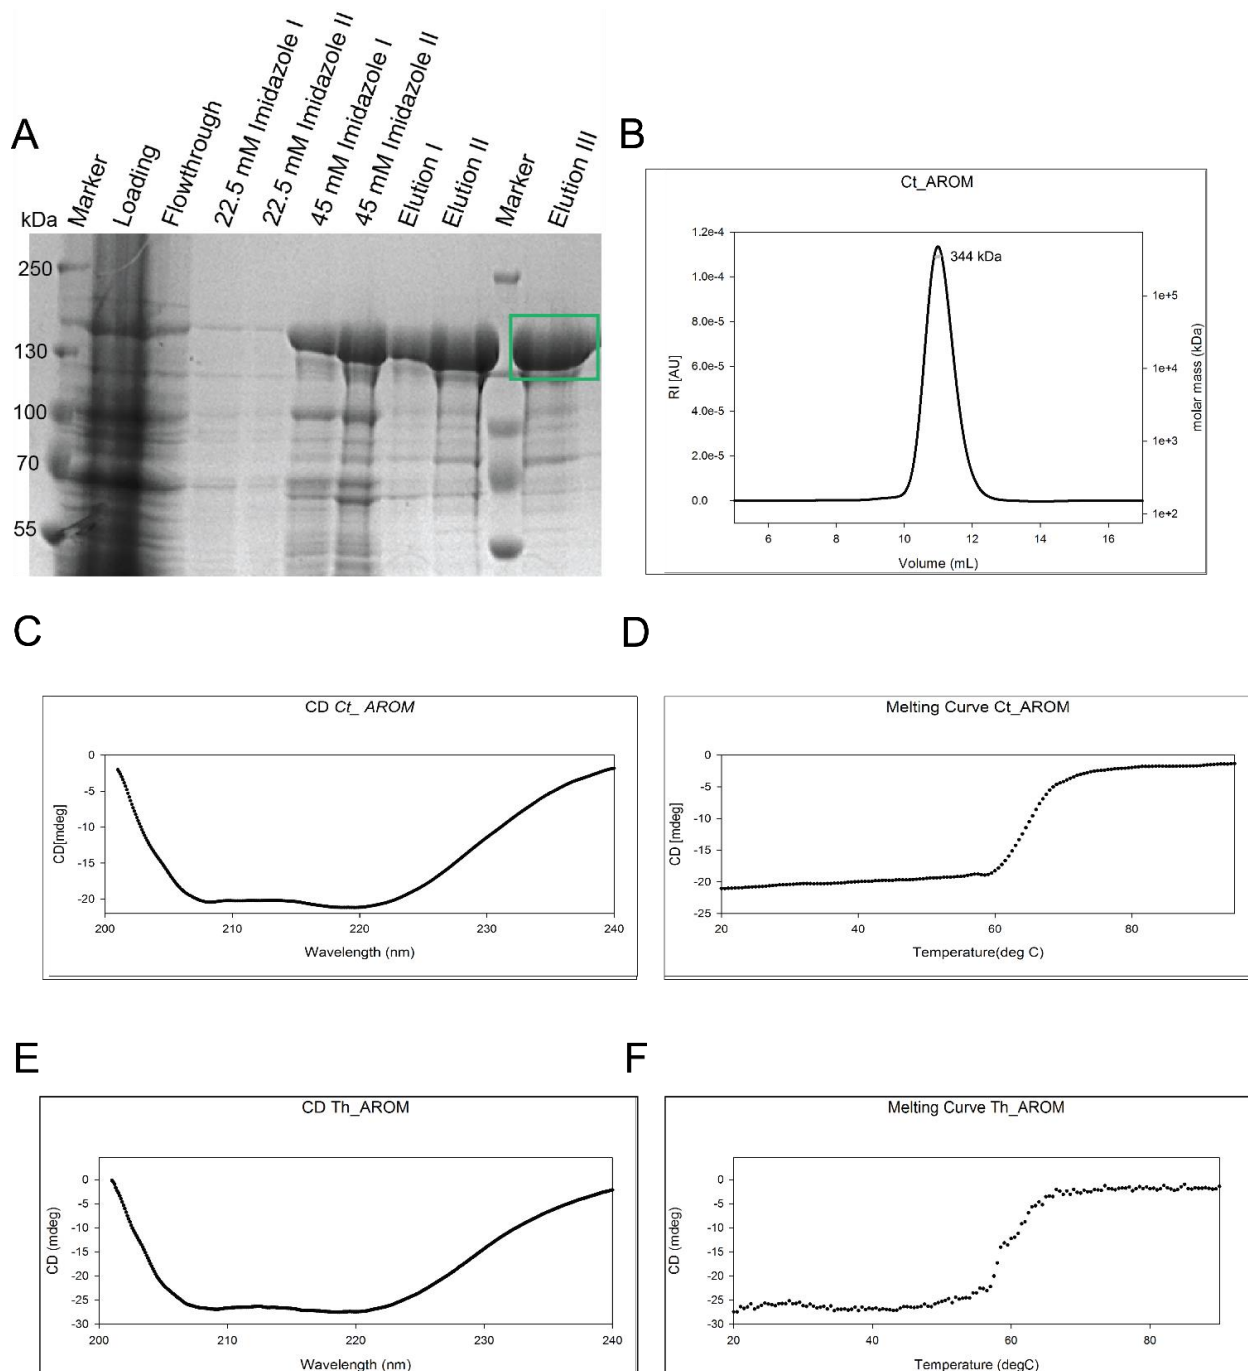 A
kDa
Marker
Loading
Flowthrough
22.5 mM Imidazole I
22.5 mM Imidazole II
45 mM Imidazole I
45 mM Imidazole II
Elution I
Elution II
Marker
Elution III
250
130
100
70
55
B
Ct_AROM
344 kDa
RI [AU]
1.2e-4
1.0e-4
8.0e-5
6.0e-5
4.0e-5
2.0e-5
0.0
1e+5
1e+4
1e+3
1e+2
molar mass (kDa)
6 8 10 12 14 16
Volume (mL)
C
CD Ct_ AROM
CD[mdeg]
0
-5
-10
-15
-20
200 210 220 230 240
Wavelength (nm)
D
Melting Curve Ct_AROM
CD [mdeg]
0
-5
-10
-15
-20
-25
20 40 60 80
Temperature(deg C)
E
CD Th_AROM
CD (mdeg)
0
-5
-10
-15
-20
-25
-30
200 210 220 230 240
Wavelength (nm)
F
Melting Curve Th_AROM
CD (mdeg)
0
-5
-10
-15
-20
-25
-30
20 40 60 80
Temperature (degC)